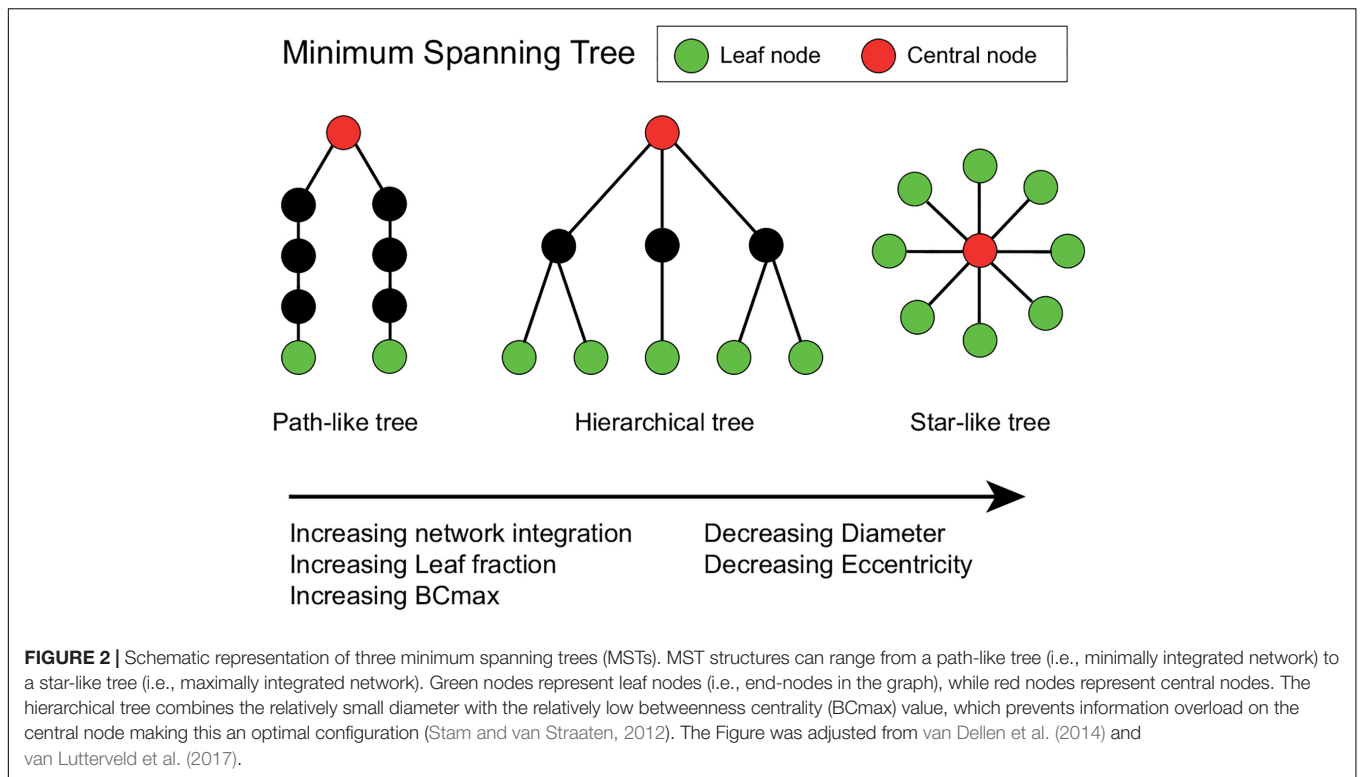 Minimum Spanning Tree
Leaf node
Central node
Path-like tree
Hierarchical tree
Star-like tree
Increasing network integration
Increasing Leaf fraction
Increasing BCmax
Decreasing Diameter
Decreasing Eccentricity
FIGURE 2 | Schematic representation of three minimum spanning trees (MSTs). MST structures can range from a path-like tree (i.e., minimally integrated network) to
a star-like tree (i.e., maximally integrated network). Green nodes represent leaf nodes (i.e., end-nodes in the graph), while red nodes represent central nodes. The
hierarchical tree combines the relatively small diameter with the relatively low betweenness centrality (BCmax) value, which prevents information overload on the
central node making this an optimal configuration (Stam and van Straaten, 2012). The Figure was adjusted from van Dellen et al. (2014) and
van Lutterveld et al. (2017).